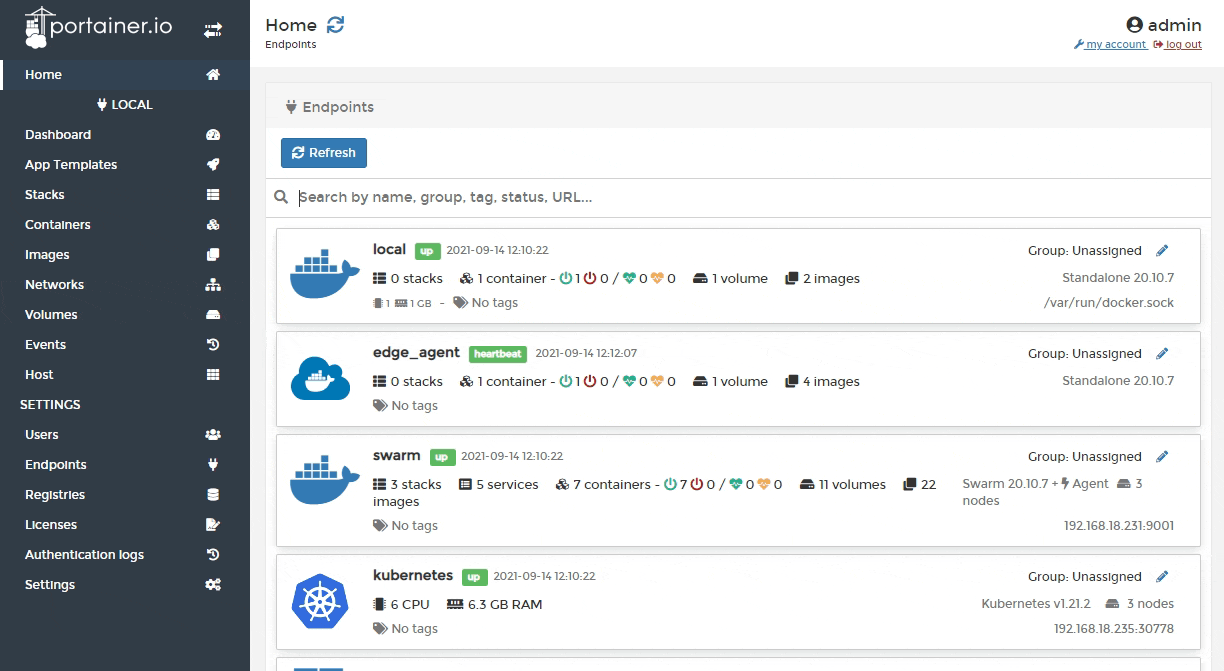 portainer.io
Home
LOCAL
Dashboard
App Templates
Stacks
Containers
Images
Networks
Volumes
Events
Host
SETTINGS
Users
Endpoints
Registries
Licenses
Authentication logs
Settings
Home
Endpoints
admin
my account log out
Endpoints
Refresh
Search by name, group, tag, status, URL...
local up 2021-09-14 12:10:22 Group: Unassigned
0 stacks 1 container - 1 0 / 0 0 1 volume 2 images Standalone 20.10.7
1 1 GB - No tags /var/run/docker.sock
edge_agent heartbeat 2021-09-14 12:12:07 Group: Unassigned
0 stacks 1 container - 1 0 / 0 0 1 volume 4 images Standalone 20.10.7
No tags
swarm up 2021-09-14 12:10:22 Group: Unassigned
3 stacks 5 services 7 containers - 7 0 / 0 0 11 volumes 22 Swarm 20.10.7 + Agent 3
images nodes
No tags 192.168.18.231:9001
kubernetes up 2021-09-14 12:10:22 Group: Unassigned
6 CPU 6.3 GB RAM Kubernetes v1.21.2 3 nodes
No tags 192.168.18.235:30778